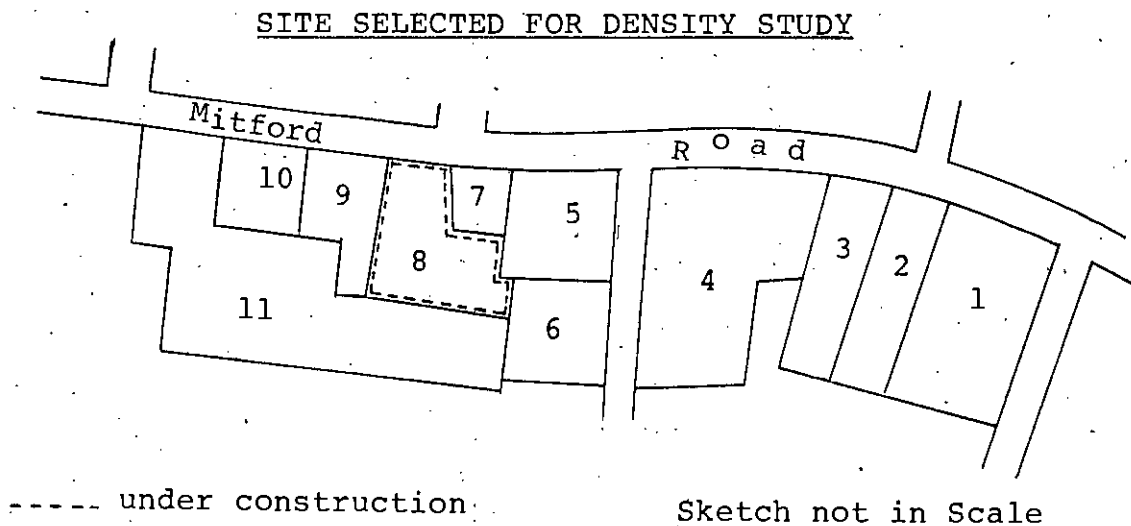 SITE SELECTED FOR DENSITY STUDY
Mitford Road
10 9 7 5
8
3 2
4 1
11 6
----- under construction
Sketch not in Scale